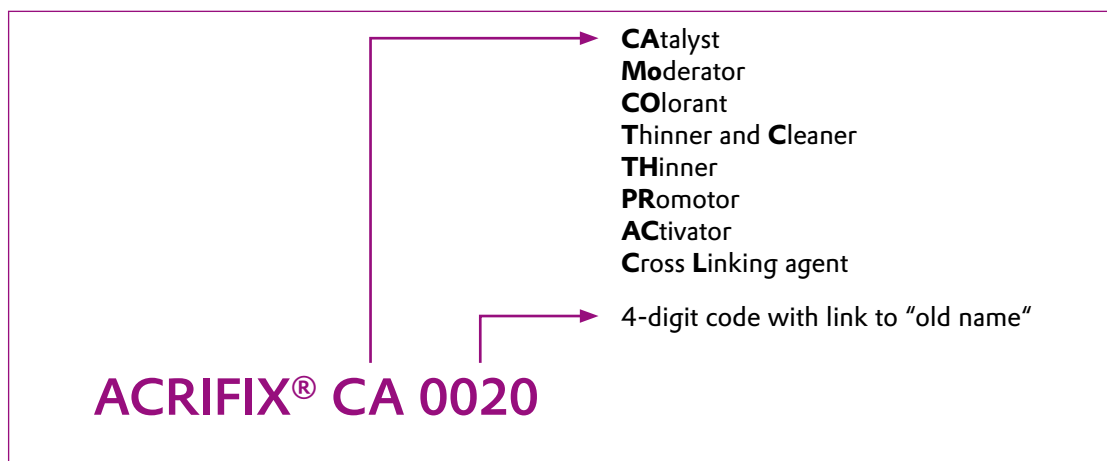 CAtalyst
Moderator
COlorant
Thinner and Cleaner
THinner
PRomotor
ACtivator
Cross Linking agent
4-digit code with link to “old name“
ACRIFIX® CA 0020